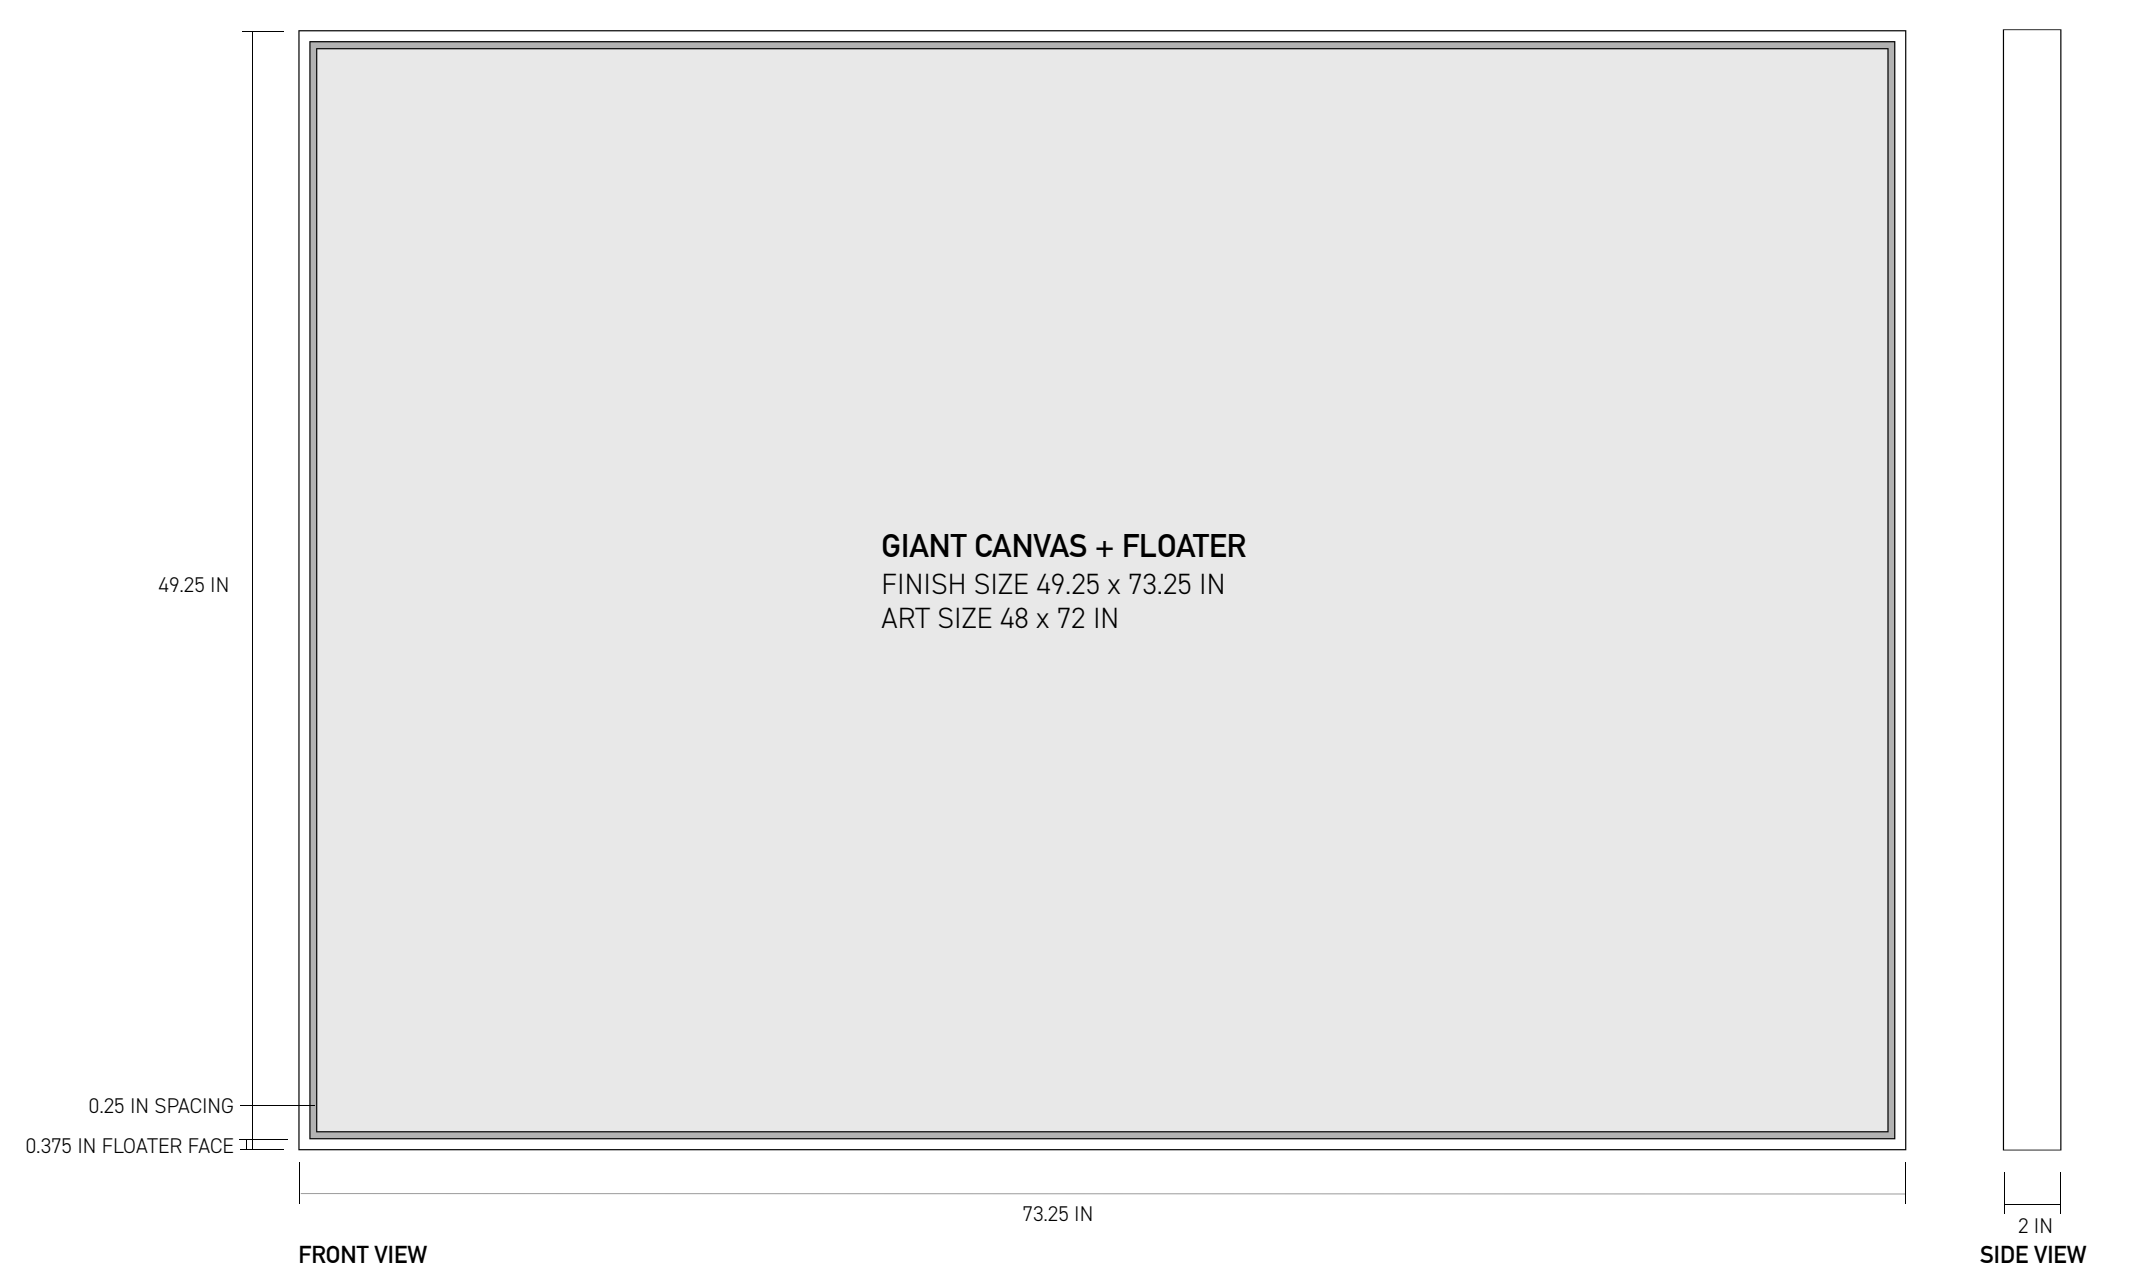 49.25 IN
GIANT CANVAS + FLOATER
FINISH SIZE 49.25 x 73.25 IN
ART SIZE 48 x 72 IN
0.25 IN SPACING
0.375 IN FLOATER FACE
73.25 IN
2 IN
FRONT VIEW
SIDE VIEW